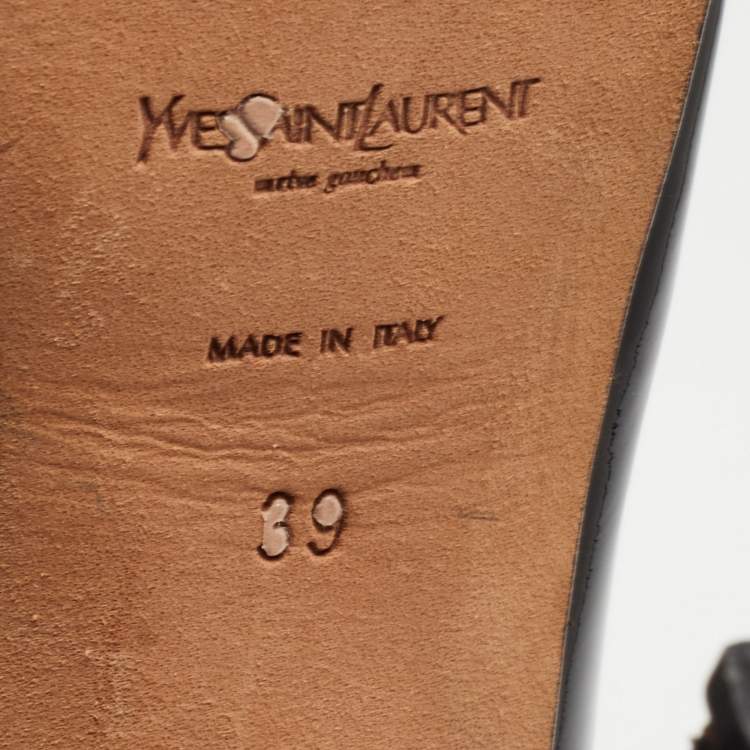 YVESSAINTLAURENT
rive gauche
MADE IN ITALY
39